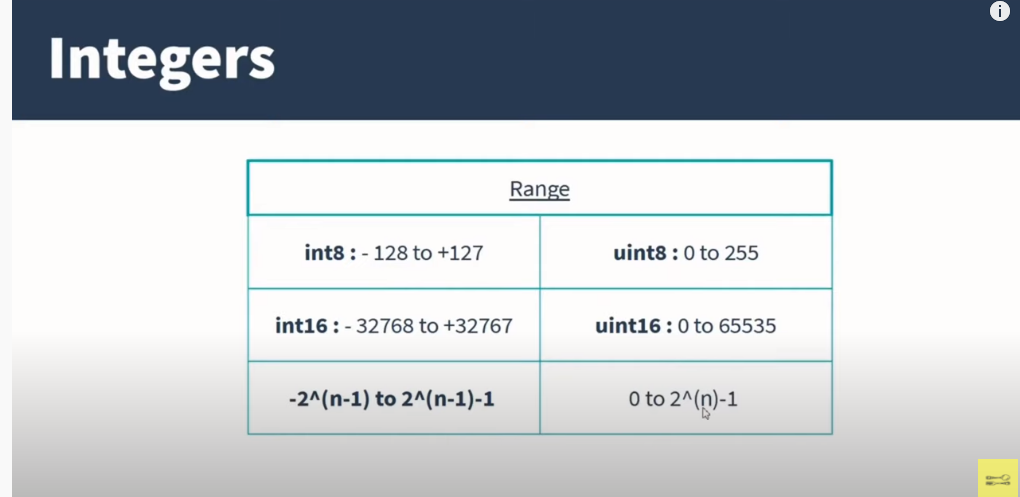 Integers
Range
int8 : - 128 to +127
uint8 : 0 to 255
int16 : - 32768 to +32767
uint16 : 0 to 65535
-2^(n-1) to 2^(n-1)-1
0 to 2^(n)-1